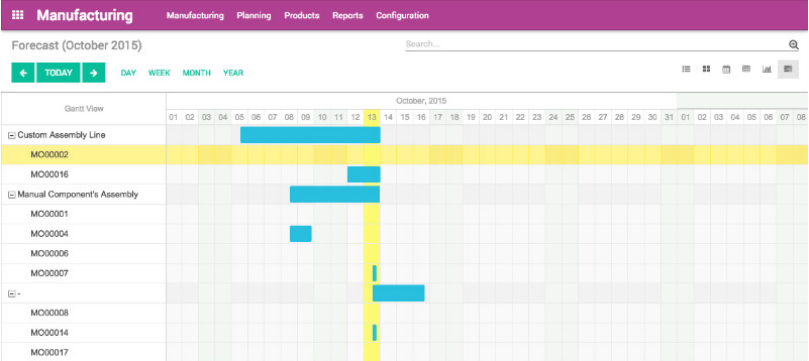 Manufacturing Manufacturing Planning Products Reports Configuration
Forecast (October 2015) Search...
TODAY DAY WEEK MONTH YEAR
Gantt View October, 2015
01 02 03 04 05 06 07 08 09 10 11 12 13 14 15 16 17 18 19 20 21 22 23 24 25 26 27 28 29 30 31 01 02 03 04 05 06 07 08
Custom Assembly Line
MO00002
MO00016
Manual Component's Assembly
MO00001
MO00004
MO00006
MO00007
-
MO00008
MO00014
MO00017